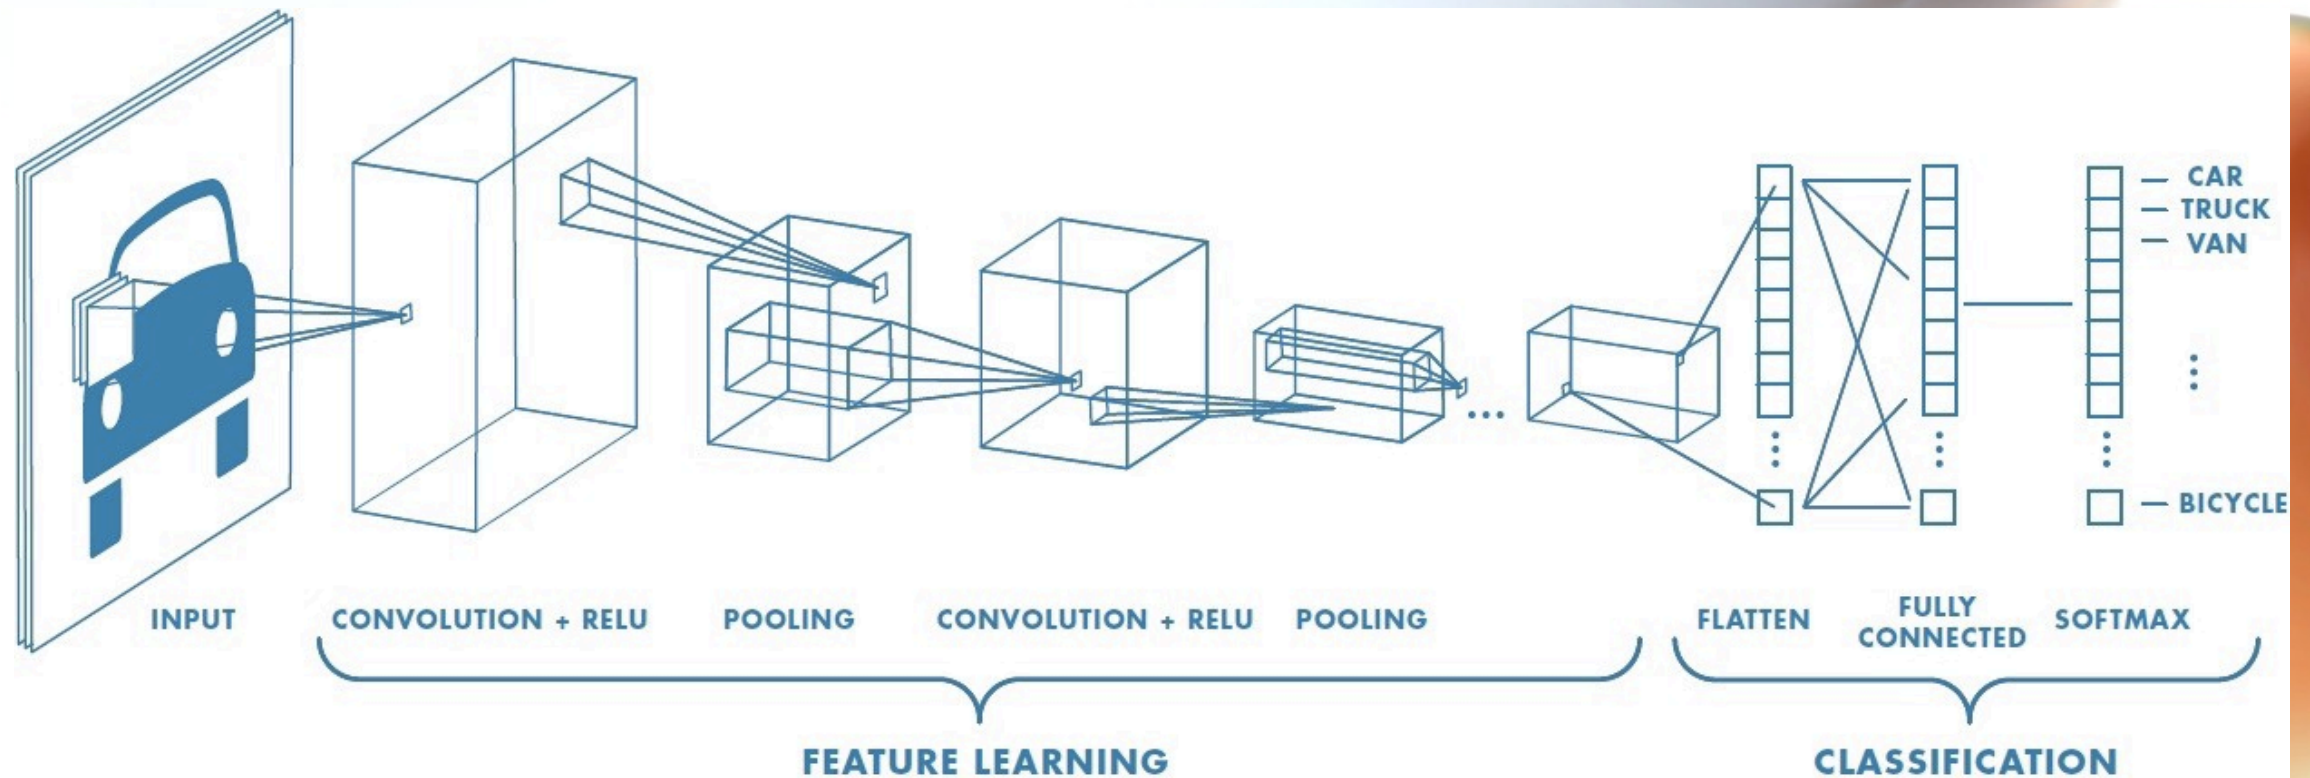 CAR
TRUCK
VAN
BICYCLE
INPUT
CONVOLUTION + RELU
POOLING
CONVOLUTION + RELU
POOLING
FLATTEN
FULLY
CONNECTED
SOFTMAX
FEATURE LEARNING
CLASSIFICATION